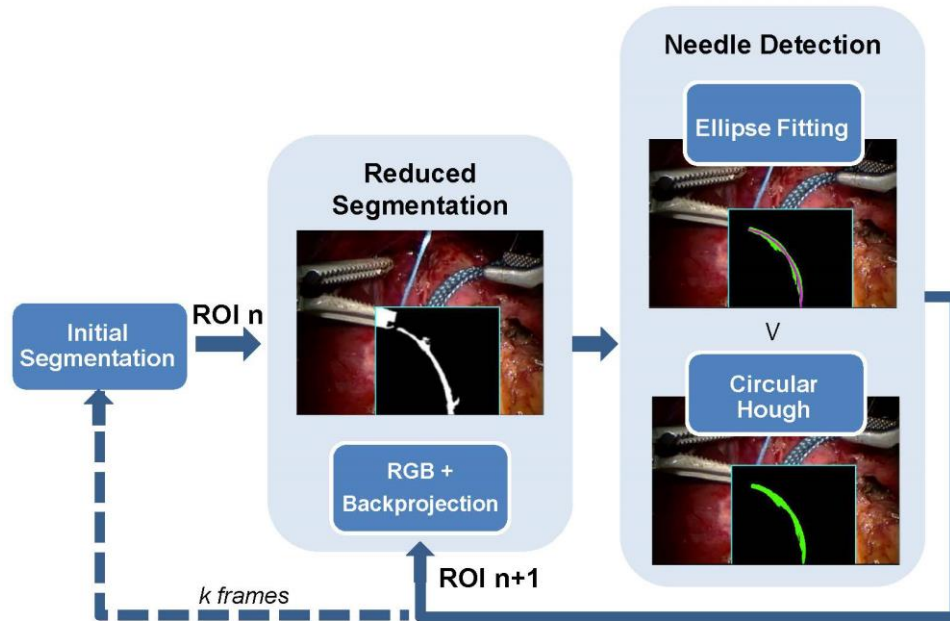 Needle Detection
Ellipse Fitting
V
Circular
Hough
Reduced
Segmentation
RGB +
Backprojection
ROI n
Initial
Segmentation
ROI n+1
k frames